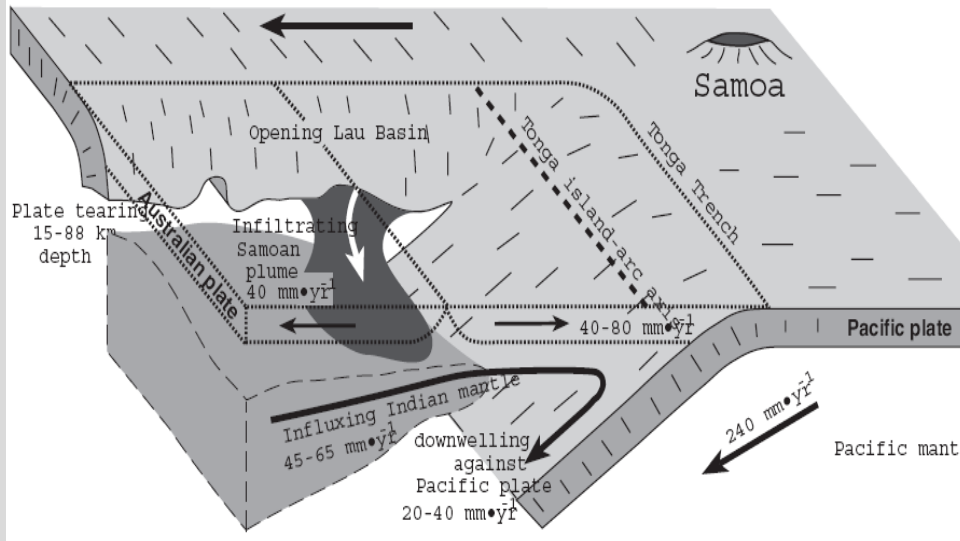 Samoa
Opening Lau Basin
Tonga Trench
Tonga island-arc axis
Plate tearing
15-88 km
depth
Australian plate
Infiltrating
Samoan
plume
40 mm•yr-1
40-80 mm•yr-1
Pacific plate
Influxing Indian mantle
45-65 mm•yr-1
downwelling
against
Pacific plate
20-40 mm•yr-1
240 mm•yr-1
Pacific mant